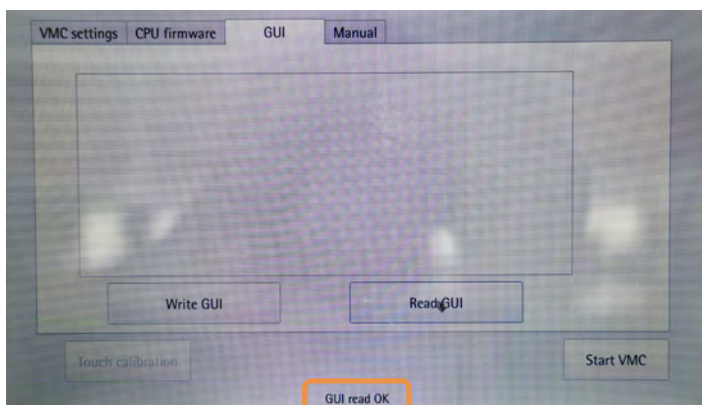 VMC settings CPU firmware GUI Manual
Write GUI Read GUI
Touch calibration Start VMC
GUI read OK